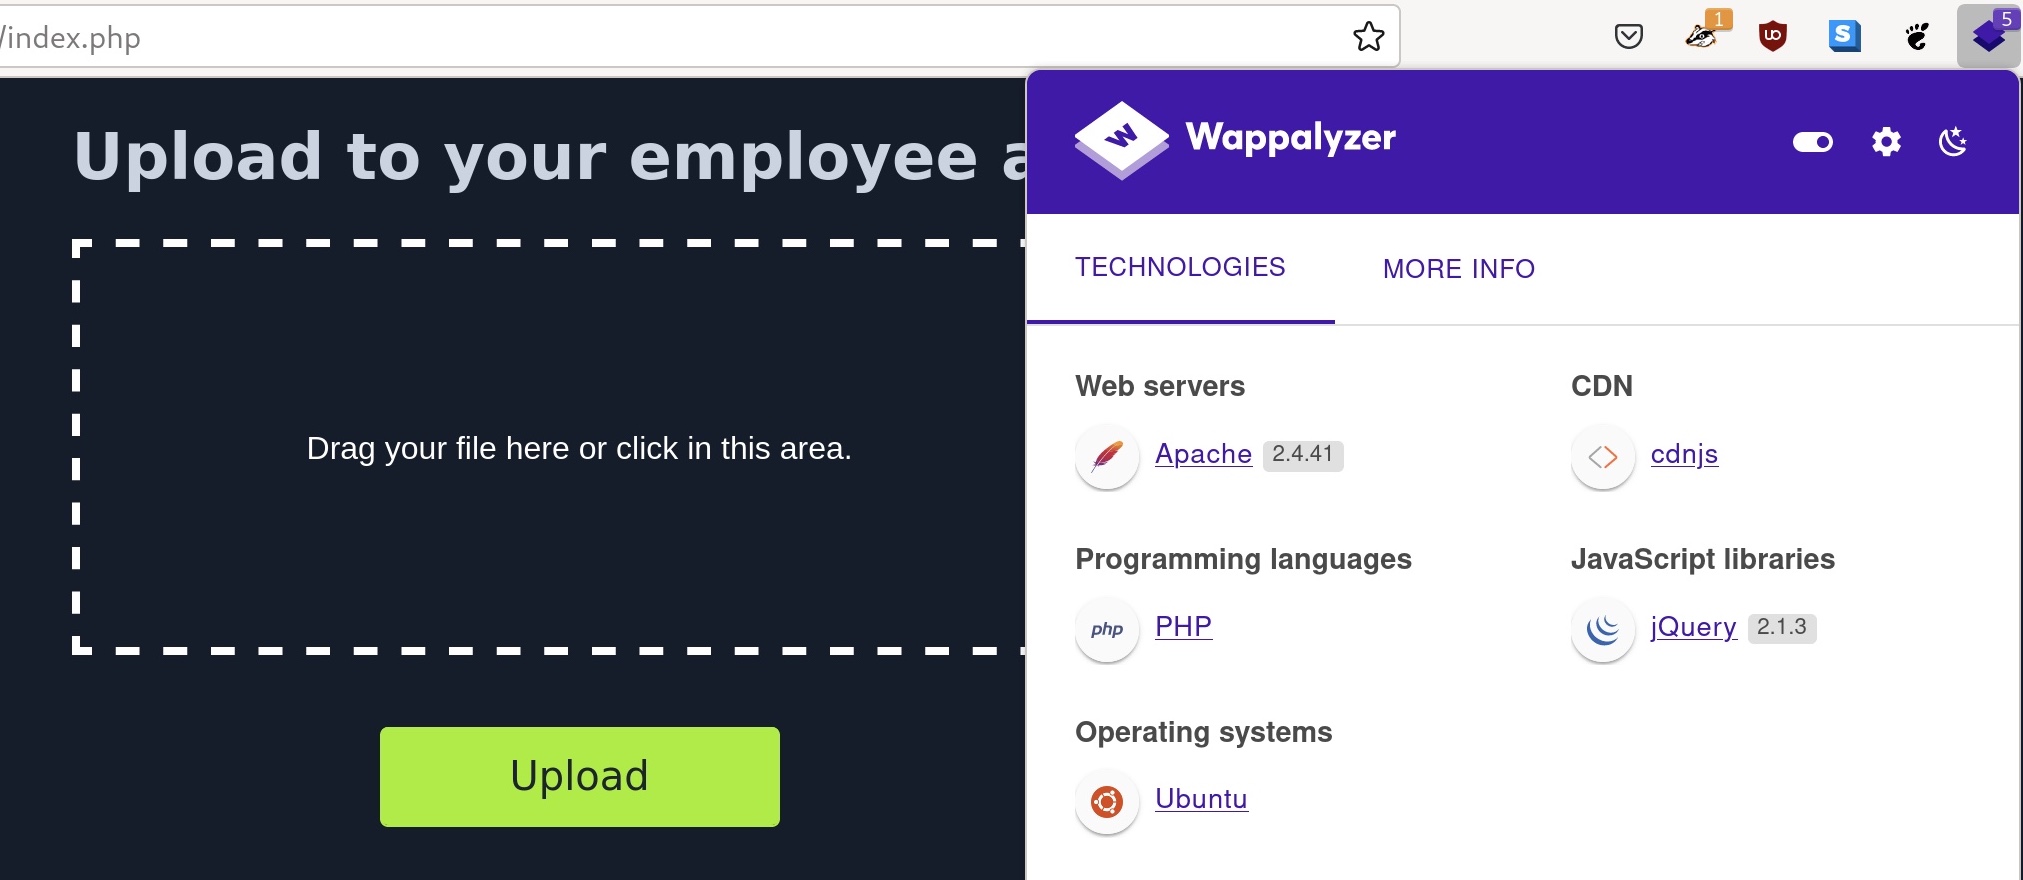 /index.php
1
5
Upload to your employee a
Drag your file here or click in this area.
Upload
Wappalyzer
TECHNOLOGIES
MORE INFO
Web servers
Apache 2.4.41
Programming languages
php PHP
Operating systems
Ubuntu
CDN
cdnjs
JavaScript libraries
jQuery 2.1.3